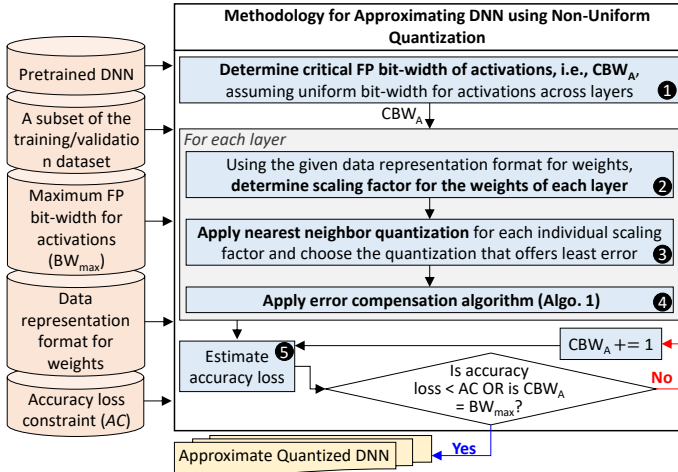 Methodology for Approximating DNN using Non-Uniform
Quantization
Pretrained DNN
A subset of the
training/validatio
n dataset
Maximum FP
bit-width for
activations
(BWmax)
Data
representation
format for
weights
Accuracy loss
constraint (AC)
Determine critical FP bit-width of activations, i.e., CBWA,
assuming uniform bit-width for activations across layers
1
CBWA
For each layer
Using the given data representation format for weights,
determine scaling factor for the weights of each layer
2
Apply nearest neighbor quantization for each individual scaling
factor and choose the quantization that offers least error
3
Apply error compensation algorithm (Algo. 1)
4
Estimate
accuracy loss
5
CBWA += 1
Is accuracy
loss < AC OR is CBWA
= BWmax?
No
Yes
Approximate Quantized DNN